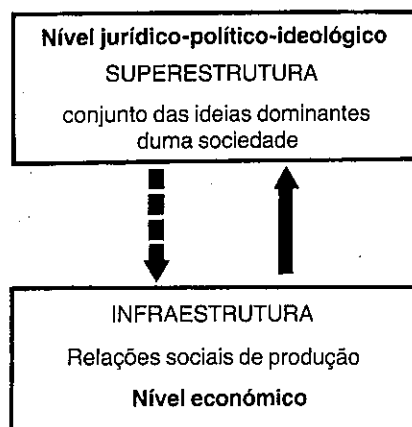 Nível jurídico-político-ideológico
SUPERESTRUTURA
conjunto das ideias dominantes
duma sociedade
INFRAESTRUTURA
Relações sociais de produção
Nível económico